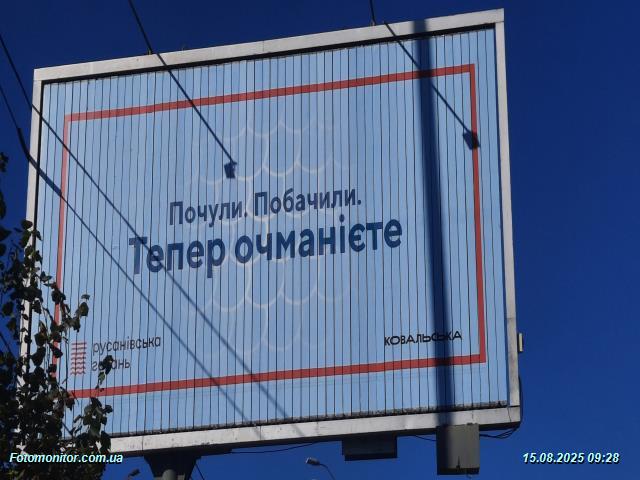 Почули. Побачили.
Тепер очманієте
русанівська
гавань
КОВАЛЬСЬКА
Fotomonitor.com.ua
15.08.2025 09:28